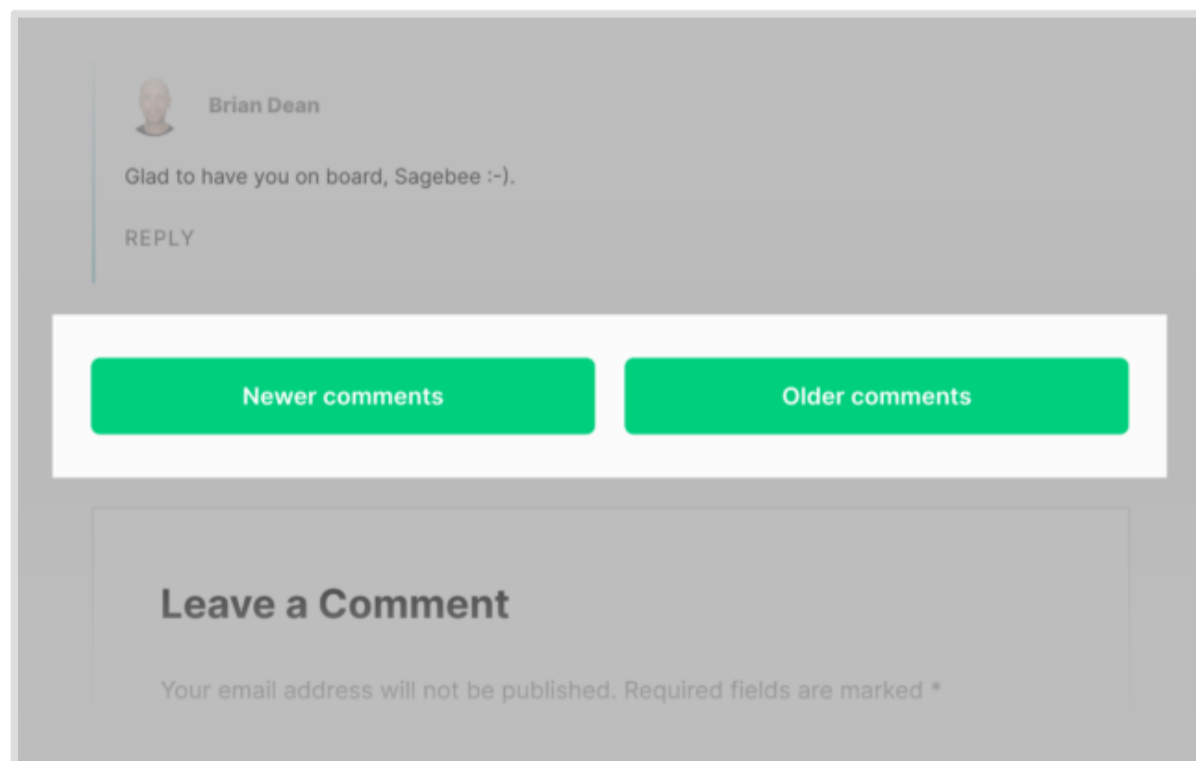 Brian Dean
Glad to have you on board, Sagebee :-).
REPLY
Newer comments
Older comments
Leave a Comment
Your email address will not be published. Required fields are marked *